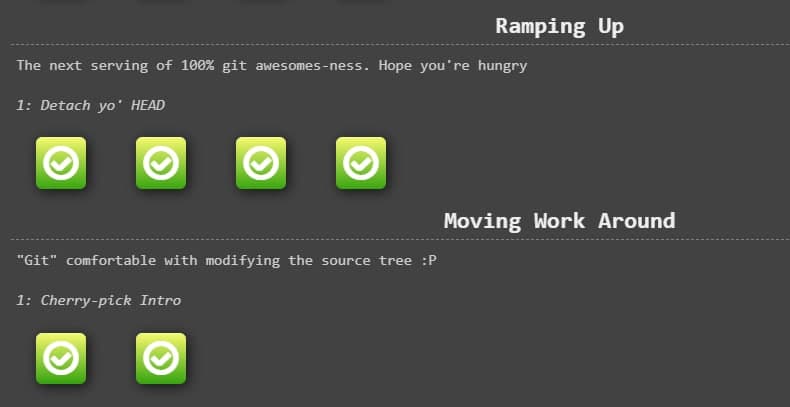 Ramping Up
The next serving of 100% git awesomes-ness. Hope you're hungry
1: Detach yo' HEAD
Moving Work Around
"Git" comfortable with modifying the source tree :P
1: Cherry-pick Intro